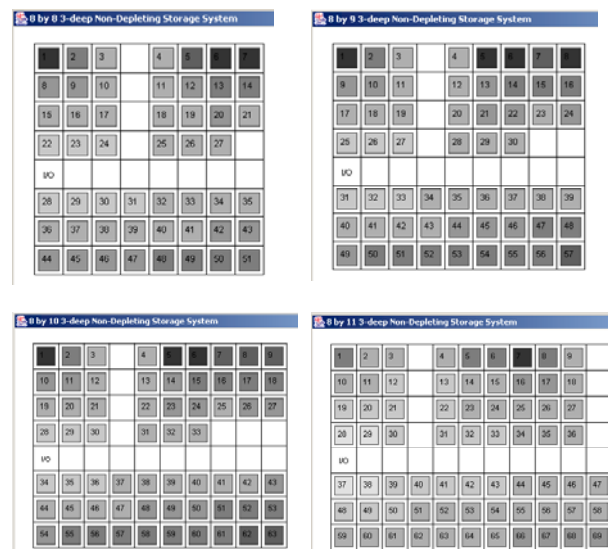 8 by 8 3-deep Non-Depleting Storage System
1 2 3 4 5 6 7
8 9 10 11 12 13 14
15 16 17 18 19 20 21
22 23 24 25 26 27
I/O
28 29 30 31 32 33 34 35
36 37 38 39 40 41 42 43
44 45 46 47 48 49 50 51
8 by 9 3-deep Non-Depleting Storage System
1 2 3 4 5 6 7 8
9 10 11 12 13 14 15 16
17 18 19 20 21 22 23 24
25 26 27 28 29 30
I/O
31 32 33 34 35 36 37 38 39
40 41 42 43 44 45 46 47 48
49 50 51 52 53 54 55 56 57
8 by 10 3-deep Non-Depleting Storage System
1 2 3 4 5 6 7 8 9
10 11 12 13 14 15 16 17 18
19 20 21 22 23 24 25 26 27
28 29 30 31 32 33
I/O
34 35 36 37 38 39 40 41 42 43
44 45 46 47 48 49 50 51 52 53
54 55 56 57 58 59 60 61 62 63
8 by 11 3-deep Non-Depleting Storage System
1 2 3 4 5 6 7 8 9
10 11 12 13 14 15 16 17 18
19 20 21 22 23 24 25 26 27
28 29 30 31 32 33 34 35 36
I/O
37 38 39 40 41 42 43 44 45 46 47
48 49 50 51 52 53 54 55 56 57 58
59 60 61 62 63 64 65 66 67 68 69